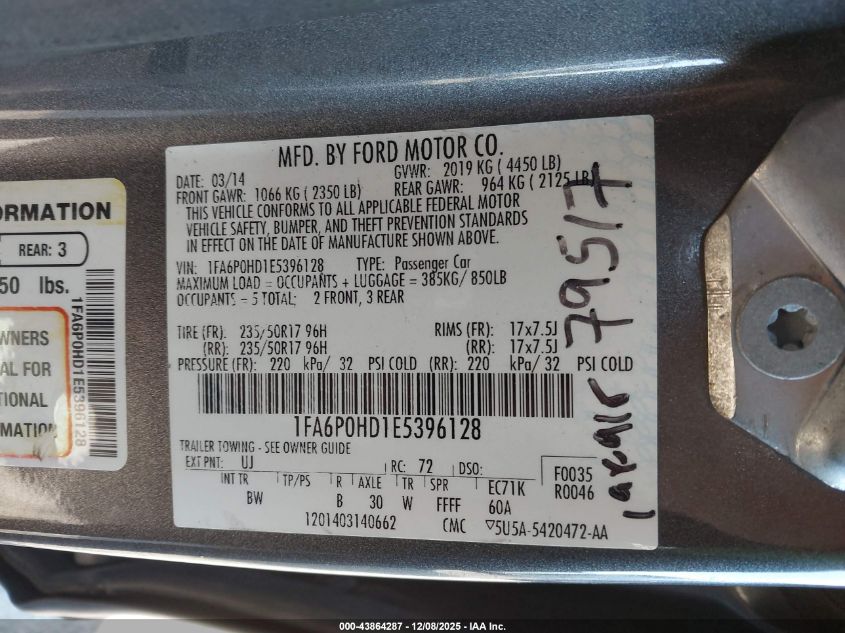 MFD. BY FORD MOTOR CO.
DATE: 03/14 GVWR: 2019 KG ( 4450 LB)
FRONT GAWR: 1066 KG ( 2350 LB) REAR GAWR: 964 KG ( 2125 LB)
THIS VEHICLE CONFORMS TO ALL APPLICABLE FEDERAL MOTOR
VEHICLE SAFETY, BUMPER, AND THEFT PREVENTION STANDARDS
IN EFFECT ON THE DATE OF MANUFACTURE SHOWN ABOVE.
VIN: 1FA6P0HD1E5396128 TYPE: Passenger Car
MAXIMUM LOAD = OCCUPANTS + LUGGAGE = 385KG/ 850LB
OCCUPANTS = 5 TOTAL: 2 FRONT, 3 REAR
TIRE (FR): 235/50R17 96H RIMS (FR): 17x7.5J
(RR): 235/50R17 96H (RR): 17x7.5J
PRESSURE (FR): 220 kPa/ 32 PSI COLD (RR): 220 kPa/ 32 PSI COLD
1FA6P0HD1E5396128
TRAILER TOWING - SEE OWNER GUIDE
EXT PNT: UJ RC: 72 DSO: F0035
R0046
INT TR TP/PS R AXLE TR SPR EC71K
BW B 30 W FFFF 60A
1201403140662 CMC 5U5A-5420472-AA
79517
ORMATION
REAR: 3
50 lbs.
WNERS
AL FOR
TIONAL
RMATION
1FA6P0HD1E5396128
000-43864287 - 12/08/2025 - IAA Inc.